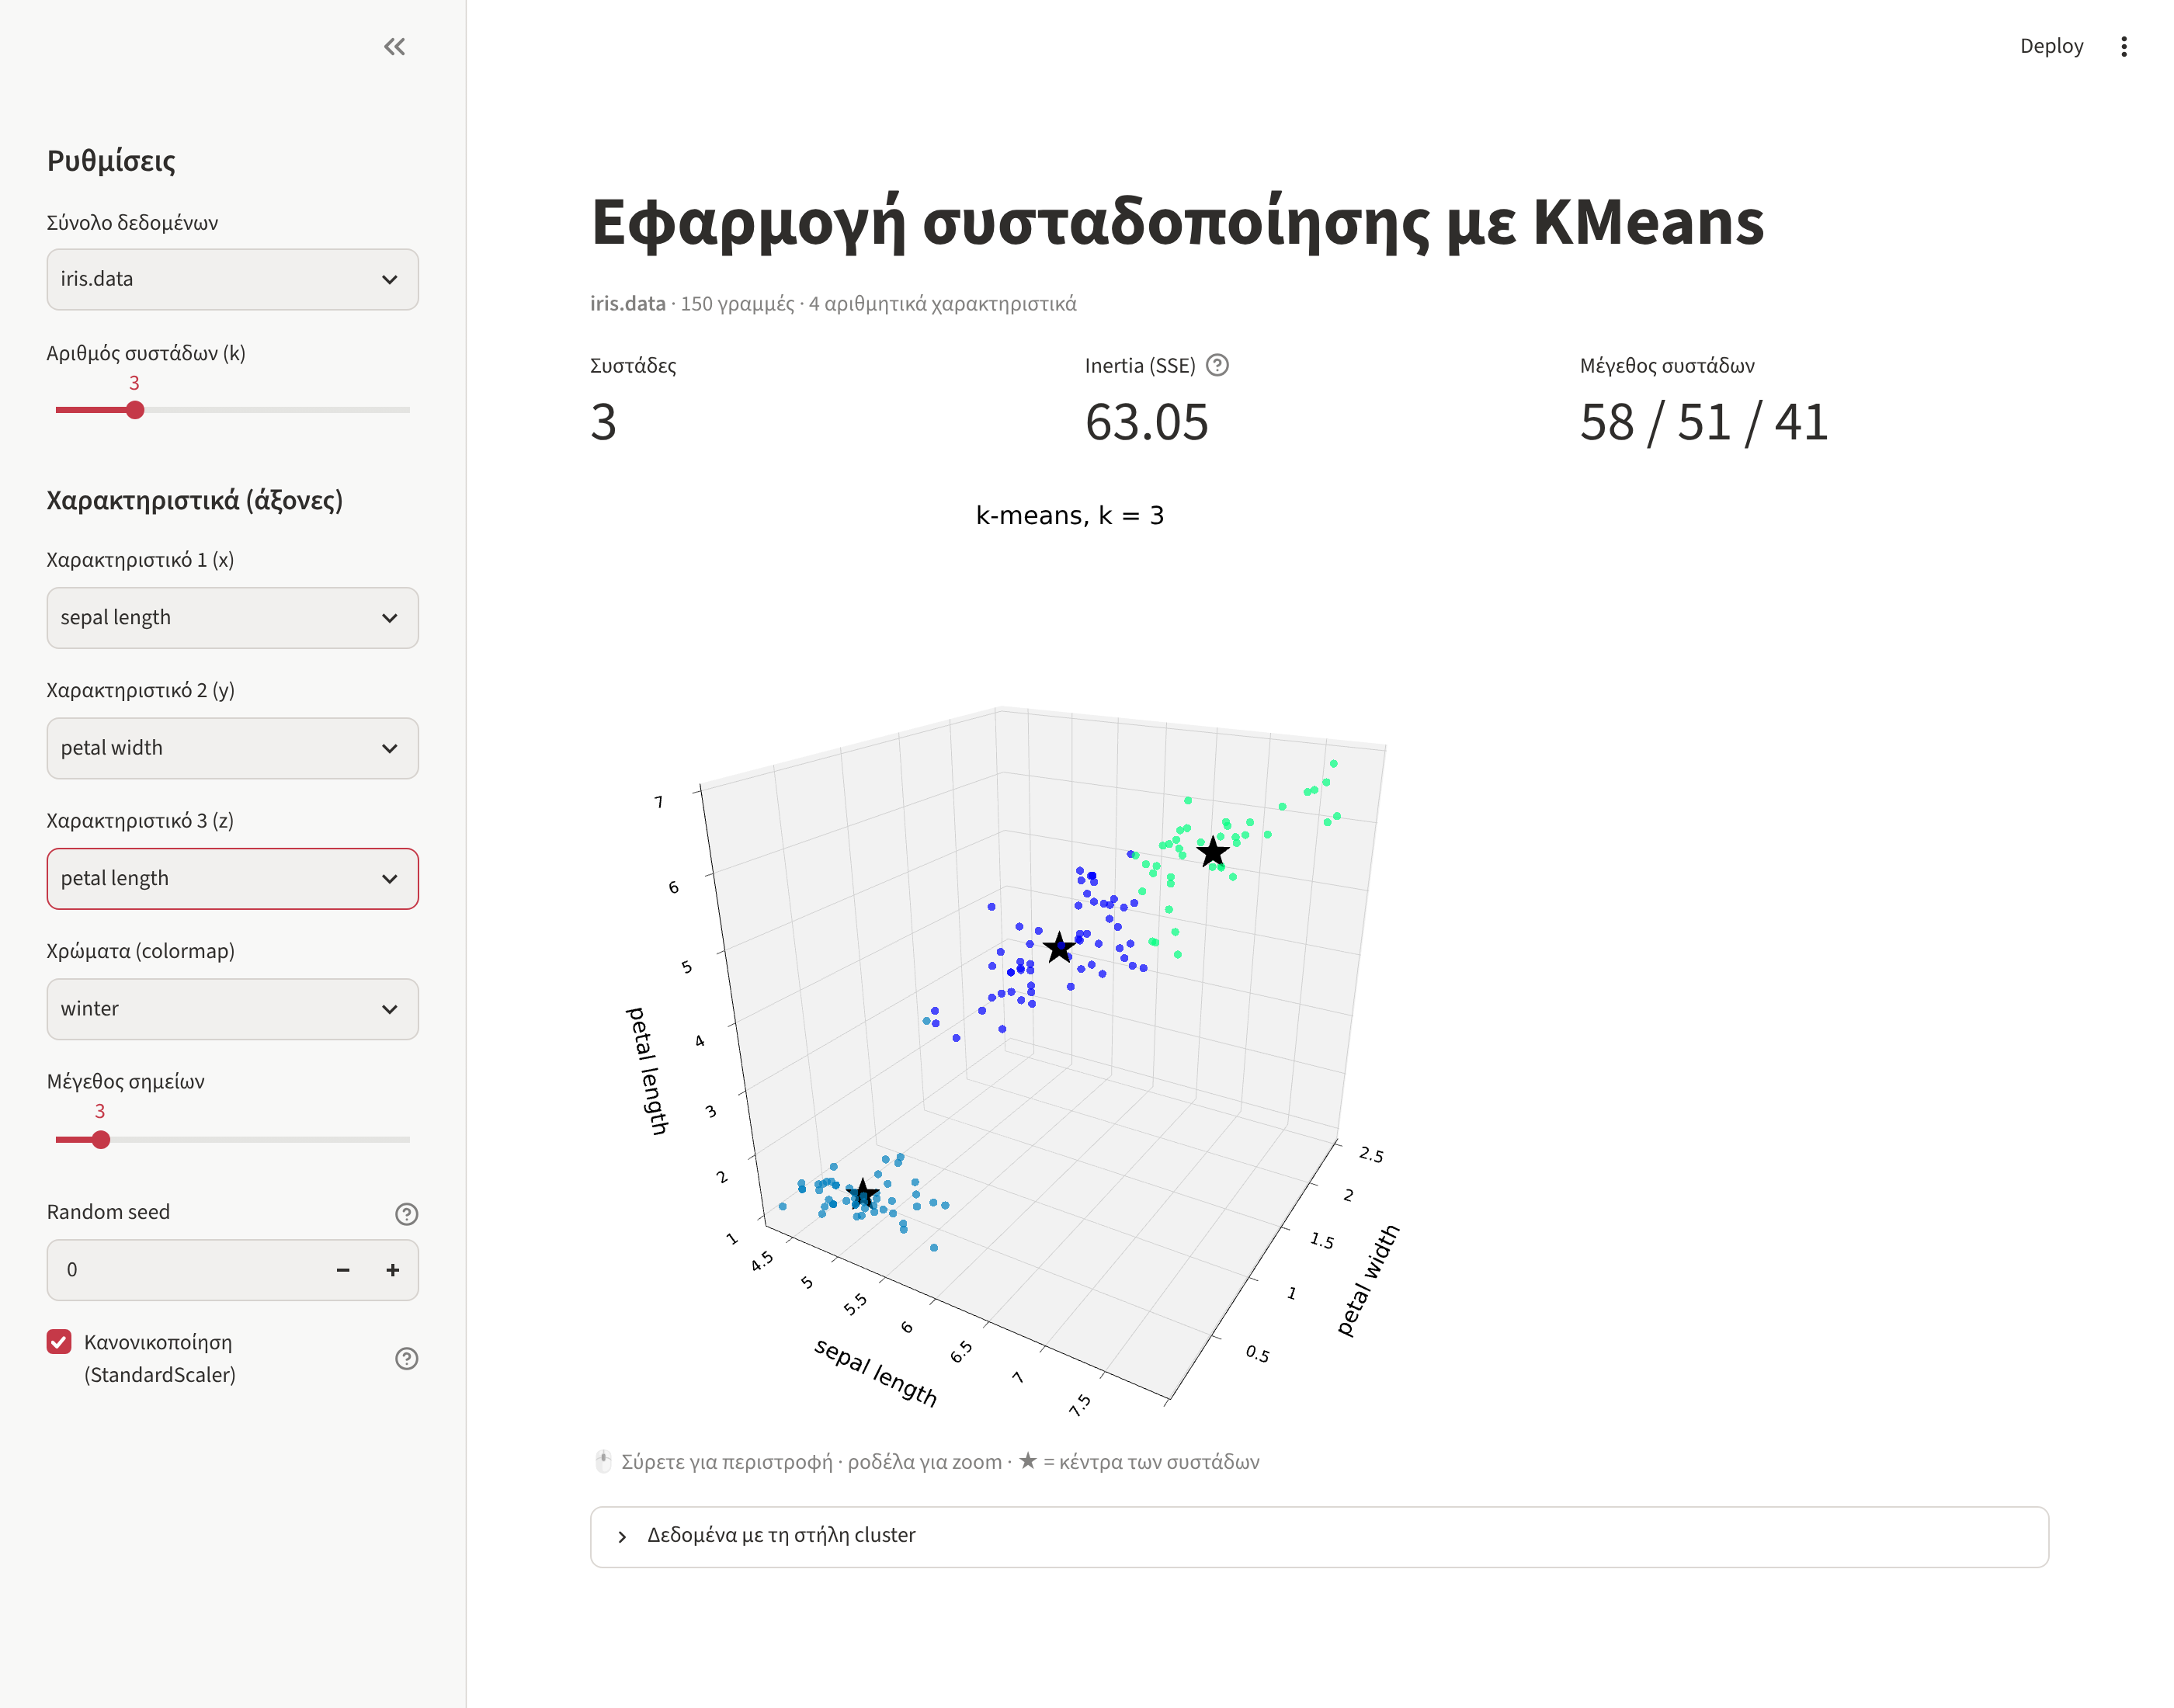 Deploy
Ρυθμίσεις
Σύνολο δεδομένων
iris.data
Αριθμός συστάδων (k)
3
Χαρακτηριστικά (άξονες)
Χαρακτηριστικό 1 (x)
sepal length
Χαρακτηριστικό 2 (y)
petal width
Χαρακτηριστικό 3 (z)
petal length
Χρώματα (colormap)
winter
Μέγεθος σημείων
3
Random seed
0
Κανονικοποίηση
(StandardScaler)
Εφαρμογή συσταδοποίησης με KMeans
iris.data · 150 γραμμές · 4 αριθμητικά χαρακτηριστικά
Συστάδες
3
Inertia (SSE)
63.05
Μέγεθος συστάδων
58 / 51 / 41
k-means, k = 3
7
6
5
4
3
2
1
petal length
4.5
5
5.5
6
6.5
7
7.5
sepal length
2.5
2
1.5
1
0.5
petal width
Σύρετε για περιστροφή · ροδέλα για zoom · ★ = κέντρα των συστάδων
Δεδομένα με τη στήλη cluster